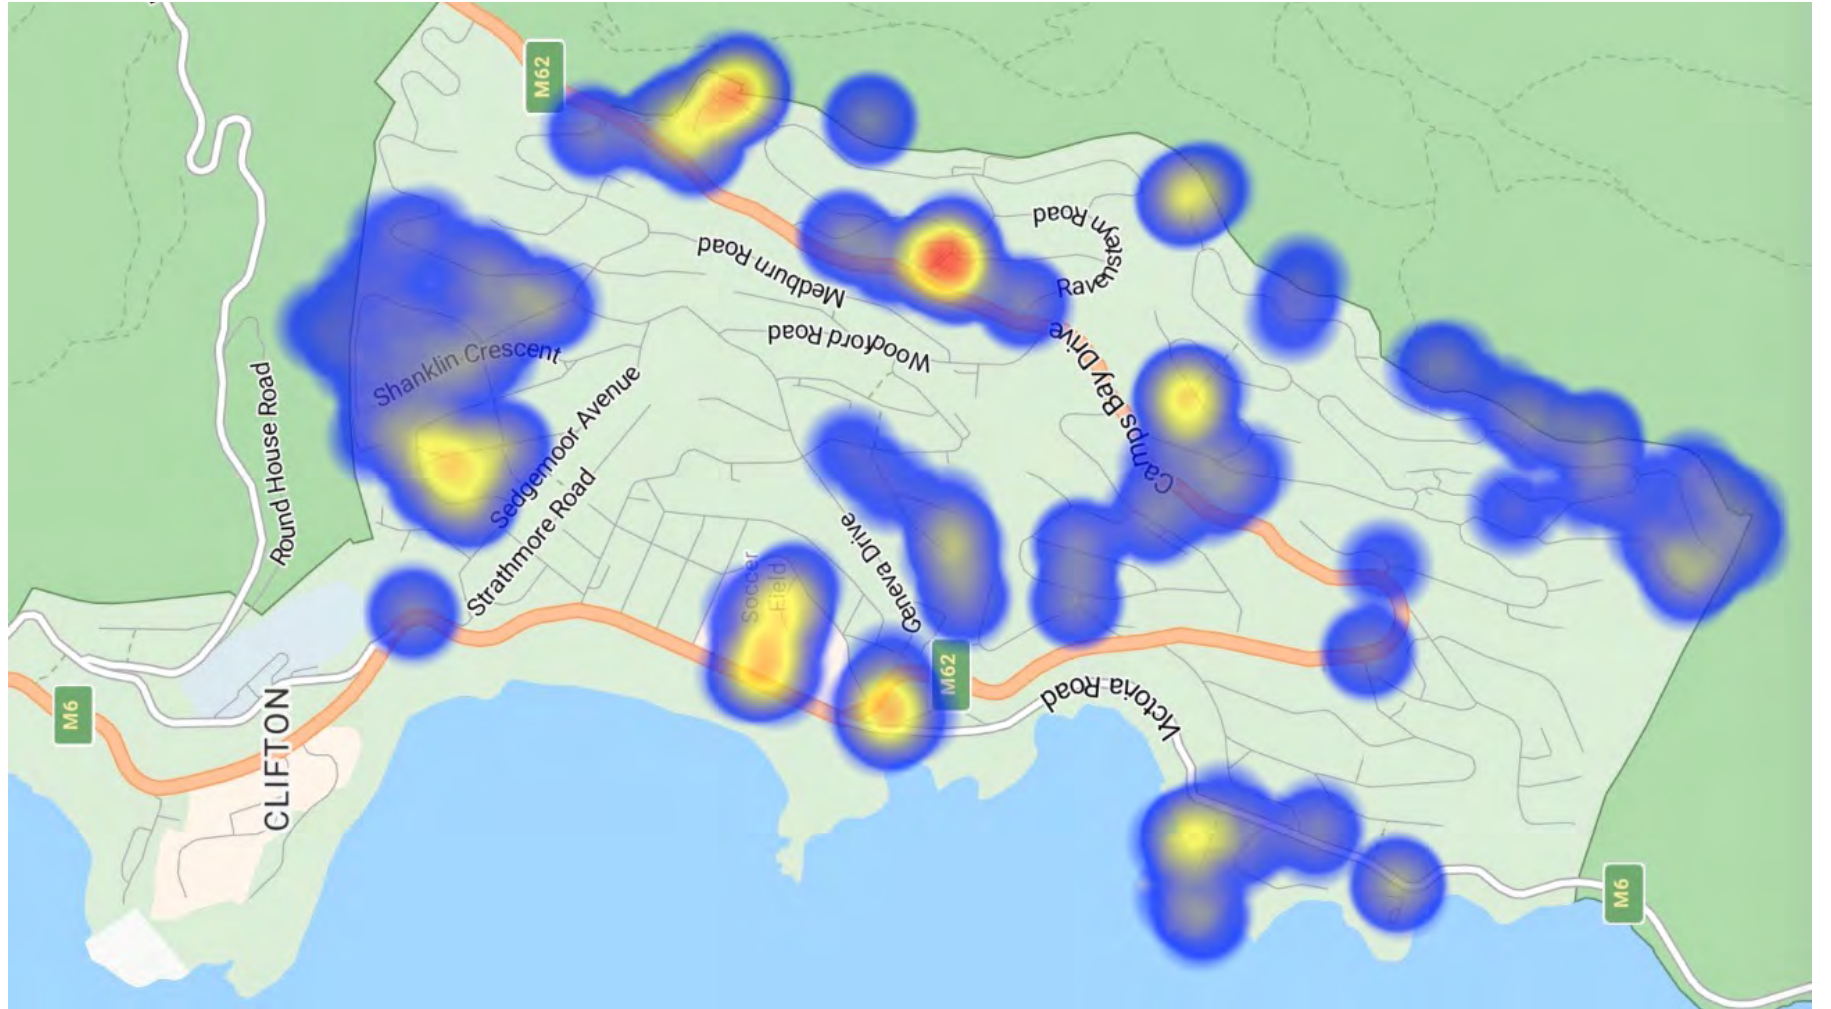 M62
Ravensteyn Road
Medburn Road
Woodford Road
Camps Bay Drive
Shanklin Crescent
Sedgemoor Avenue
Strathmore Road
Round House Road
Geneva Drive
Soccer
Field
M62
Victoria Road
M6
CLIFTON
M6